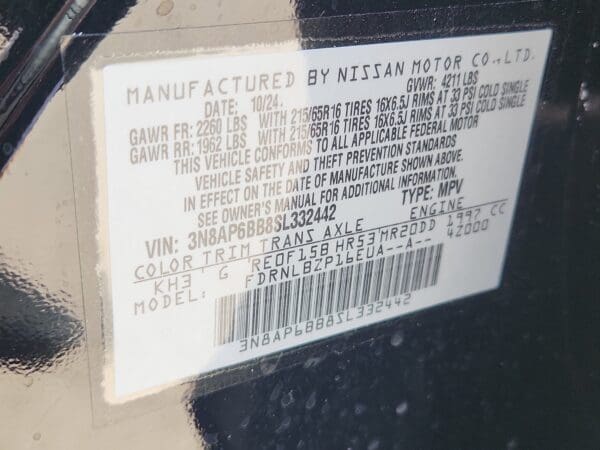 MANUFACTURED BY NISSAN MOTOR CO.,LTD.
DATE: 10/24. GVWR: 4211 LBS
GAWR FR: 2260 LBS WITH 215/65R16 TIRES 16X6.5J RIMS AT 33 PSI COLD SINGLE
GAWR RR: 1962 LBS WITH 215/65R16 TIRES 16X6.5J RIMS AT 33 PSI COLD SINGLE
THIS VEHICLE CONFORMS TO ALL APPLICABLE FEDERAL MOTOR
VEHICLE SAFETY AND THEFT PREVENTION STANDARDS
IN EFFECT ON THE DATE OF MANUFACTURE SHOWN ABOVE.
SEE OWNER'S MANUAL FOR ADDITIONAL INFORMATION.
VIN: 3N8AP6BB8SL332442 TYPE: MPV
COLOR TRIM TRANS AXLE ENGINE 1997 CC
KH3 G RE0F15B HR53 MR20DD 42000
MODEL: FDRNLBZP16EUA--A--
3N8AP6BB8SL332442